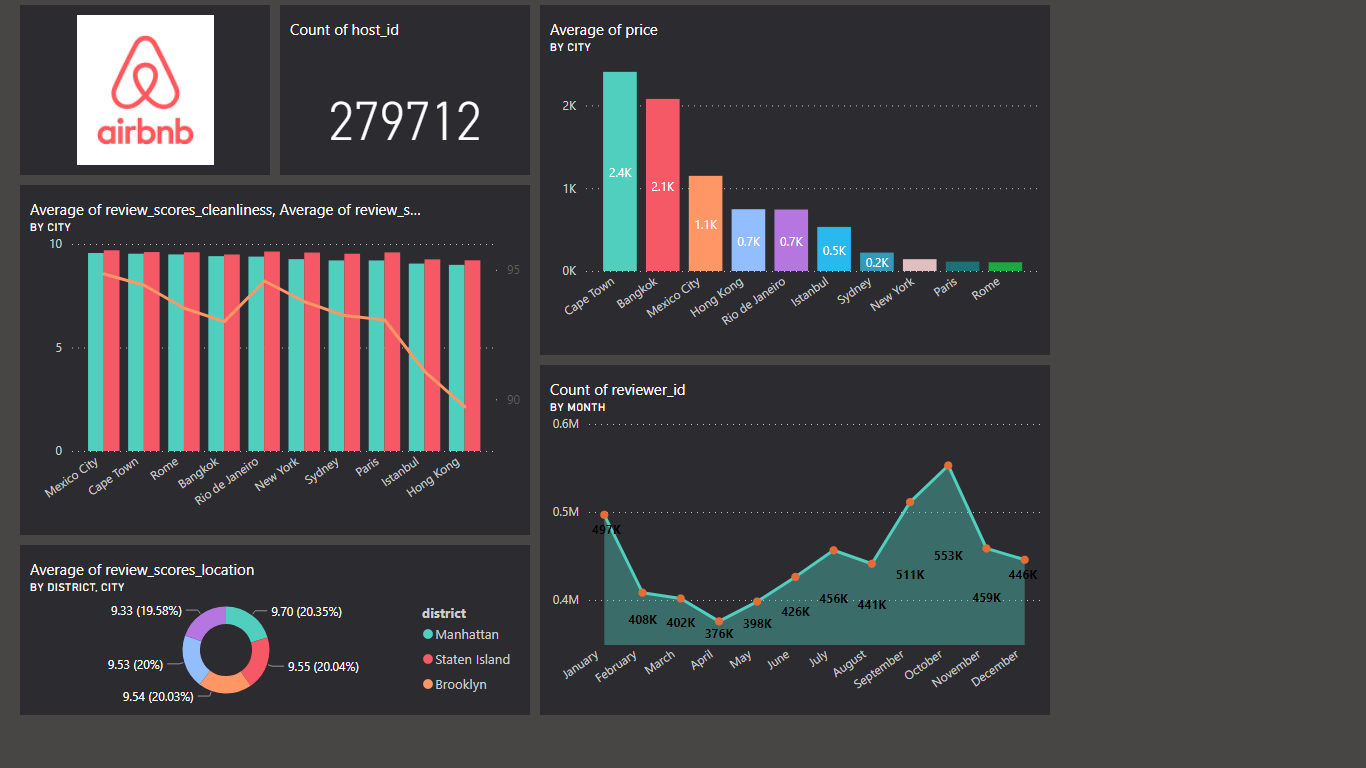 airbnb
Count of host_id
279712
Average of price
BY CITY
2K
1K
0K
2.4K
2.1K
1.1K
0.7K
0.7K
0.5K
0.2K
Cape Town
Bangkok
Mexico City
Hong Kong
Rio de Janeiro
Istanbul
Sydney
New York
Paris
Rome
Average of review_scores_cleanliness, Average of review_s...
BY CITY
10
5
0
95
90
Mexico City
Cape Town
Rome
Bangkok
Rio de Janeiro
New York
Sydney
Paris
Istanbul
Hong Kong
Count of reviewer_id
BY MONTH
0.6M
0.5M
0.4M
497K
408K
402K
376K
398K
426K
456K
441K
511K
553K
459K
446K
January
February
March
April
May
June
July
August
September
October
November
December
Average of review_scores_location
BY DISTRICT, CITY
9.33 (19.58%)
9.70 (20.35%)
9.53 (20%)
9.55 (20.04%)
9.54 (20.03%)
district
Manhattan
Staten Island
Brooklyn